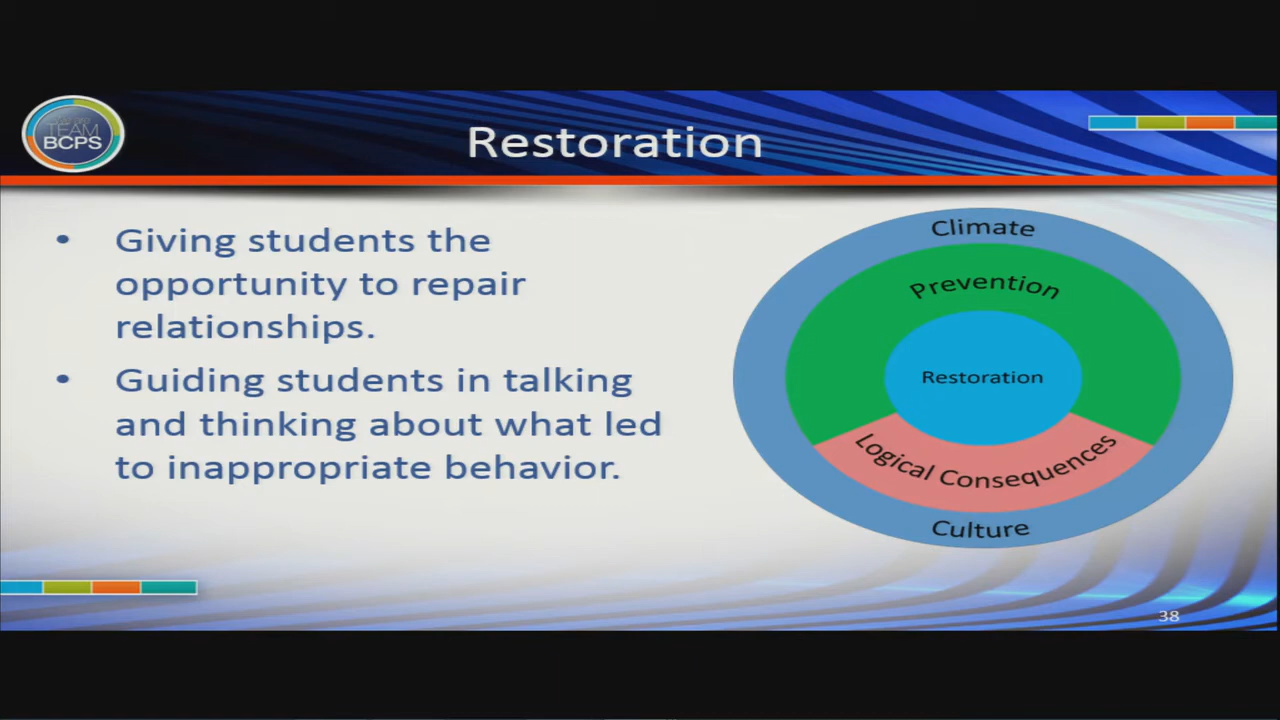 TEAM
BCPS
Restoration
• Giving students the
opportunity to repair
relationships.
• Guiding students in talking
and thinking about what led
to inappropriate behavior.
Climate
Prevention
Restoration
Logical Consequences
Culture
38